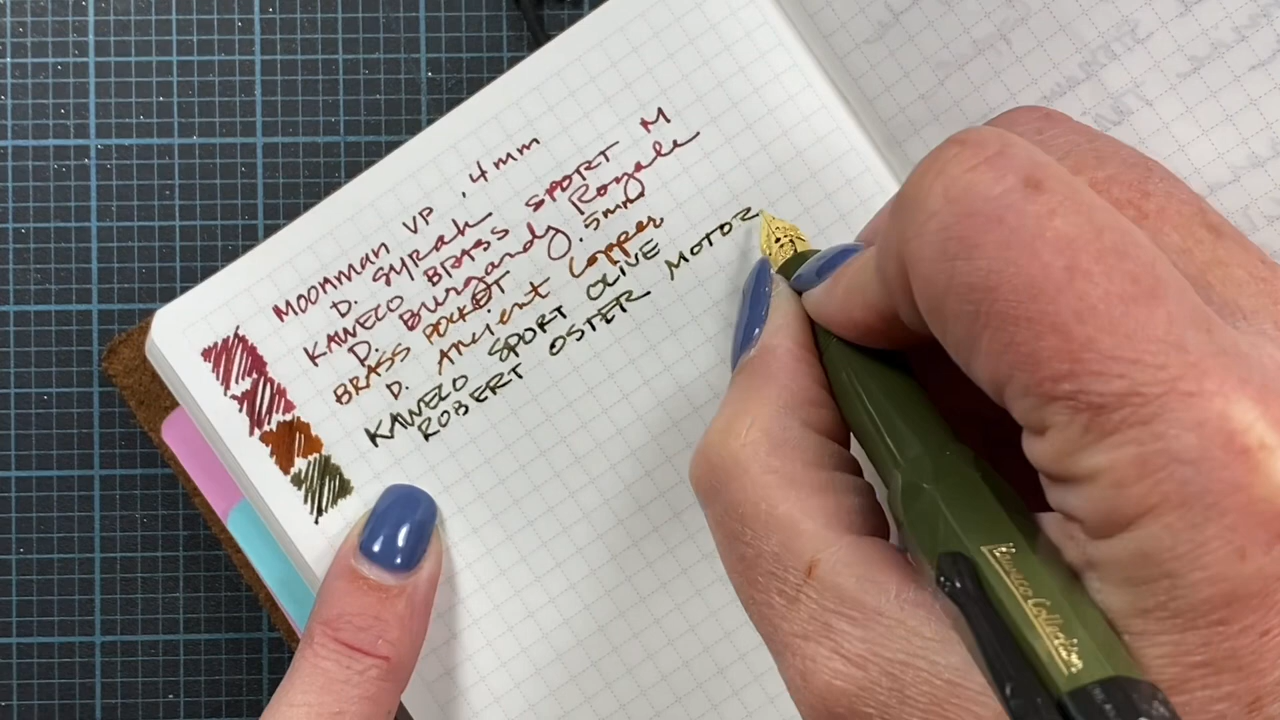 MOONMAN VP .4mm
D. SYRAH
KAWECO BRASS SPORT M
D. Burgandy Royale
BRASS POCKET .5mm
D. ANCient Copper
KAWECO SPORT OLIVE
ROBERT OSTER MOTOR
Kaweco Collection